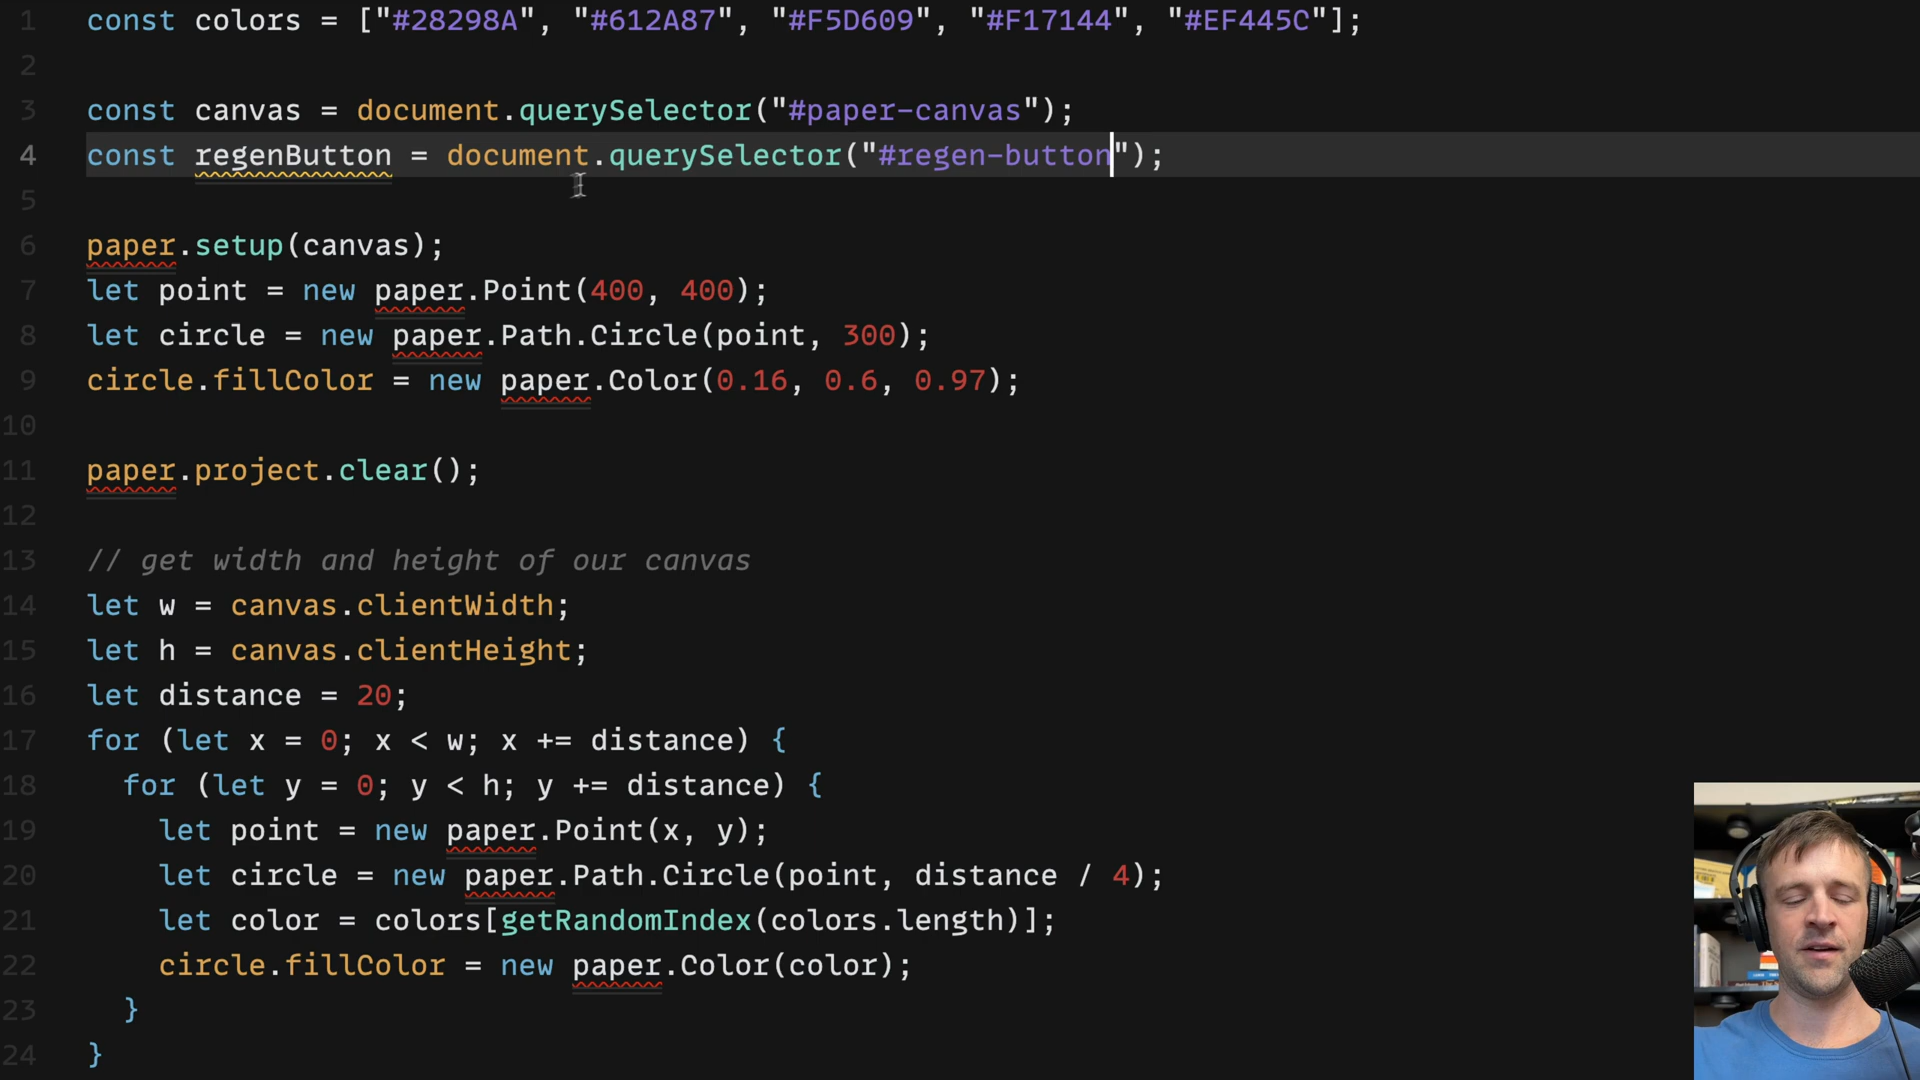 1 const colors = ["#28298A", "#612A87", "#F5D609", "#F17144", "#EF445C"];
2
3 const canvas = document.querySelector("#paper-canvas");
4 const regenButton = document.querySelector("#regen-button");
5
6 paper.setup(canvas);
7 let point = new paper.Point(400, 400);
8 let circle = new paper.Path.Circle(point, 300);
9 circle.fillColor = new paper.Color(0.16, 0.6, 0.97);
10
11 paper.project.clear();
12
13 // get width and height of our canvas
14 let w = canvas.clientWidth;
15 let h = canvas.clientHeight;
16 let distance = 20;
17 for (let x = 0; x < w; x += distance) {
18 for (let y = 0; y < h; y += distance) {
19 let point = new paper.Point(x, y);
20 let circle = new paper.Path.Circle(point, distance / 4);
21 let color = colors[getRandomIndex(colors.length)];
22 circle.fillColor = new paper.Color(color);
23 }
24 }